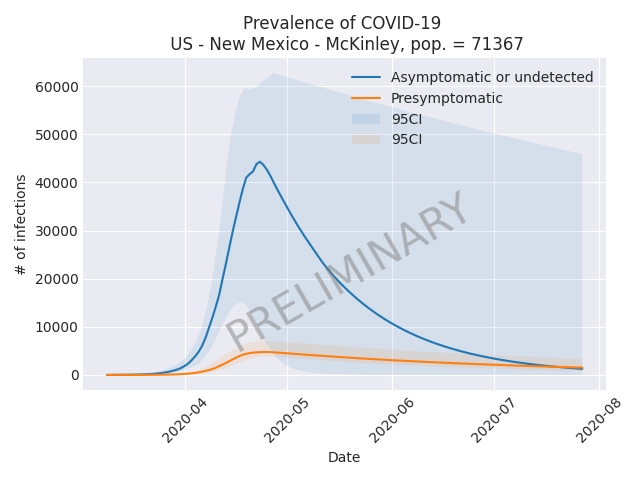 Prevalence of COVID-19
US - New Mexico - McKinley, pop. = 71367
Asymptomatic or undetected
Presymptomatic
95CI
95CI
60000
50000
40000
30000
20000
10000
0
# of infections
PRELIMINARY
2020-04
2020-05
2020-06
2020-07
2020-08
Date